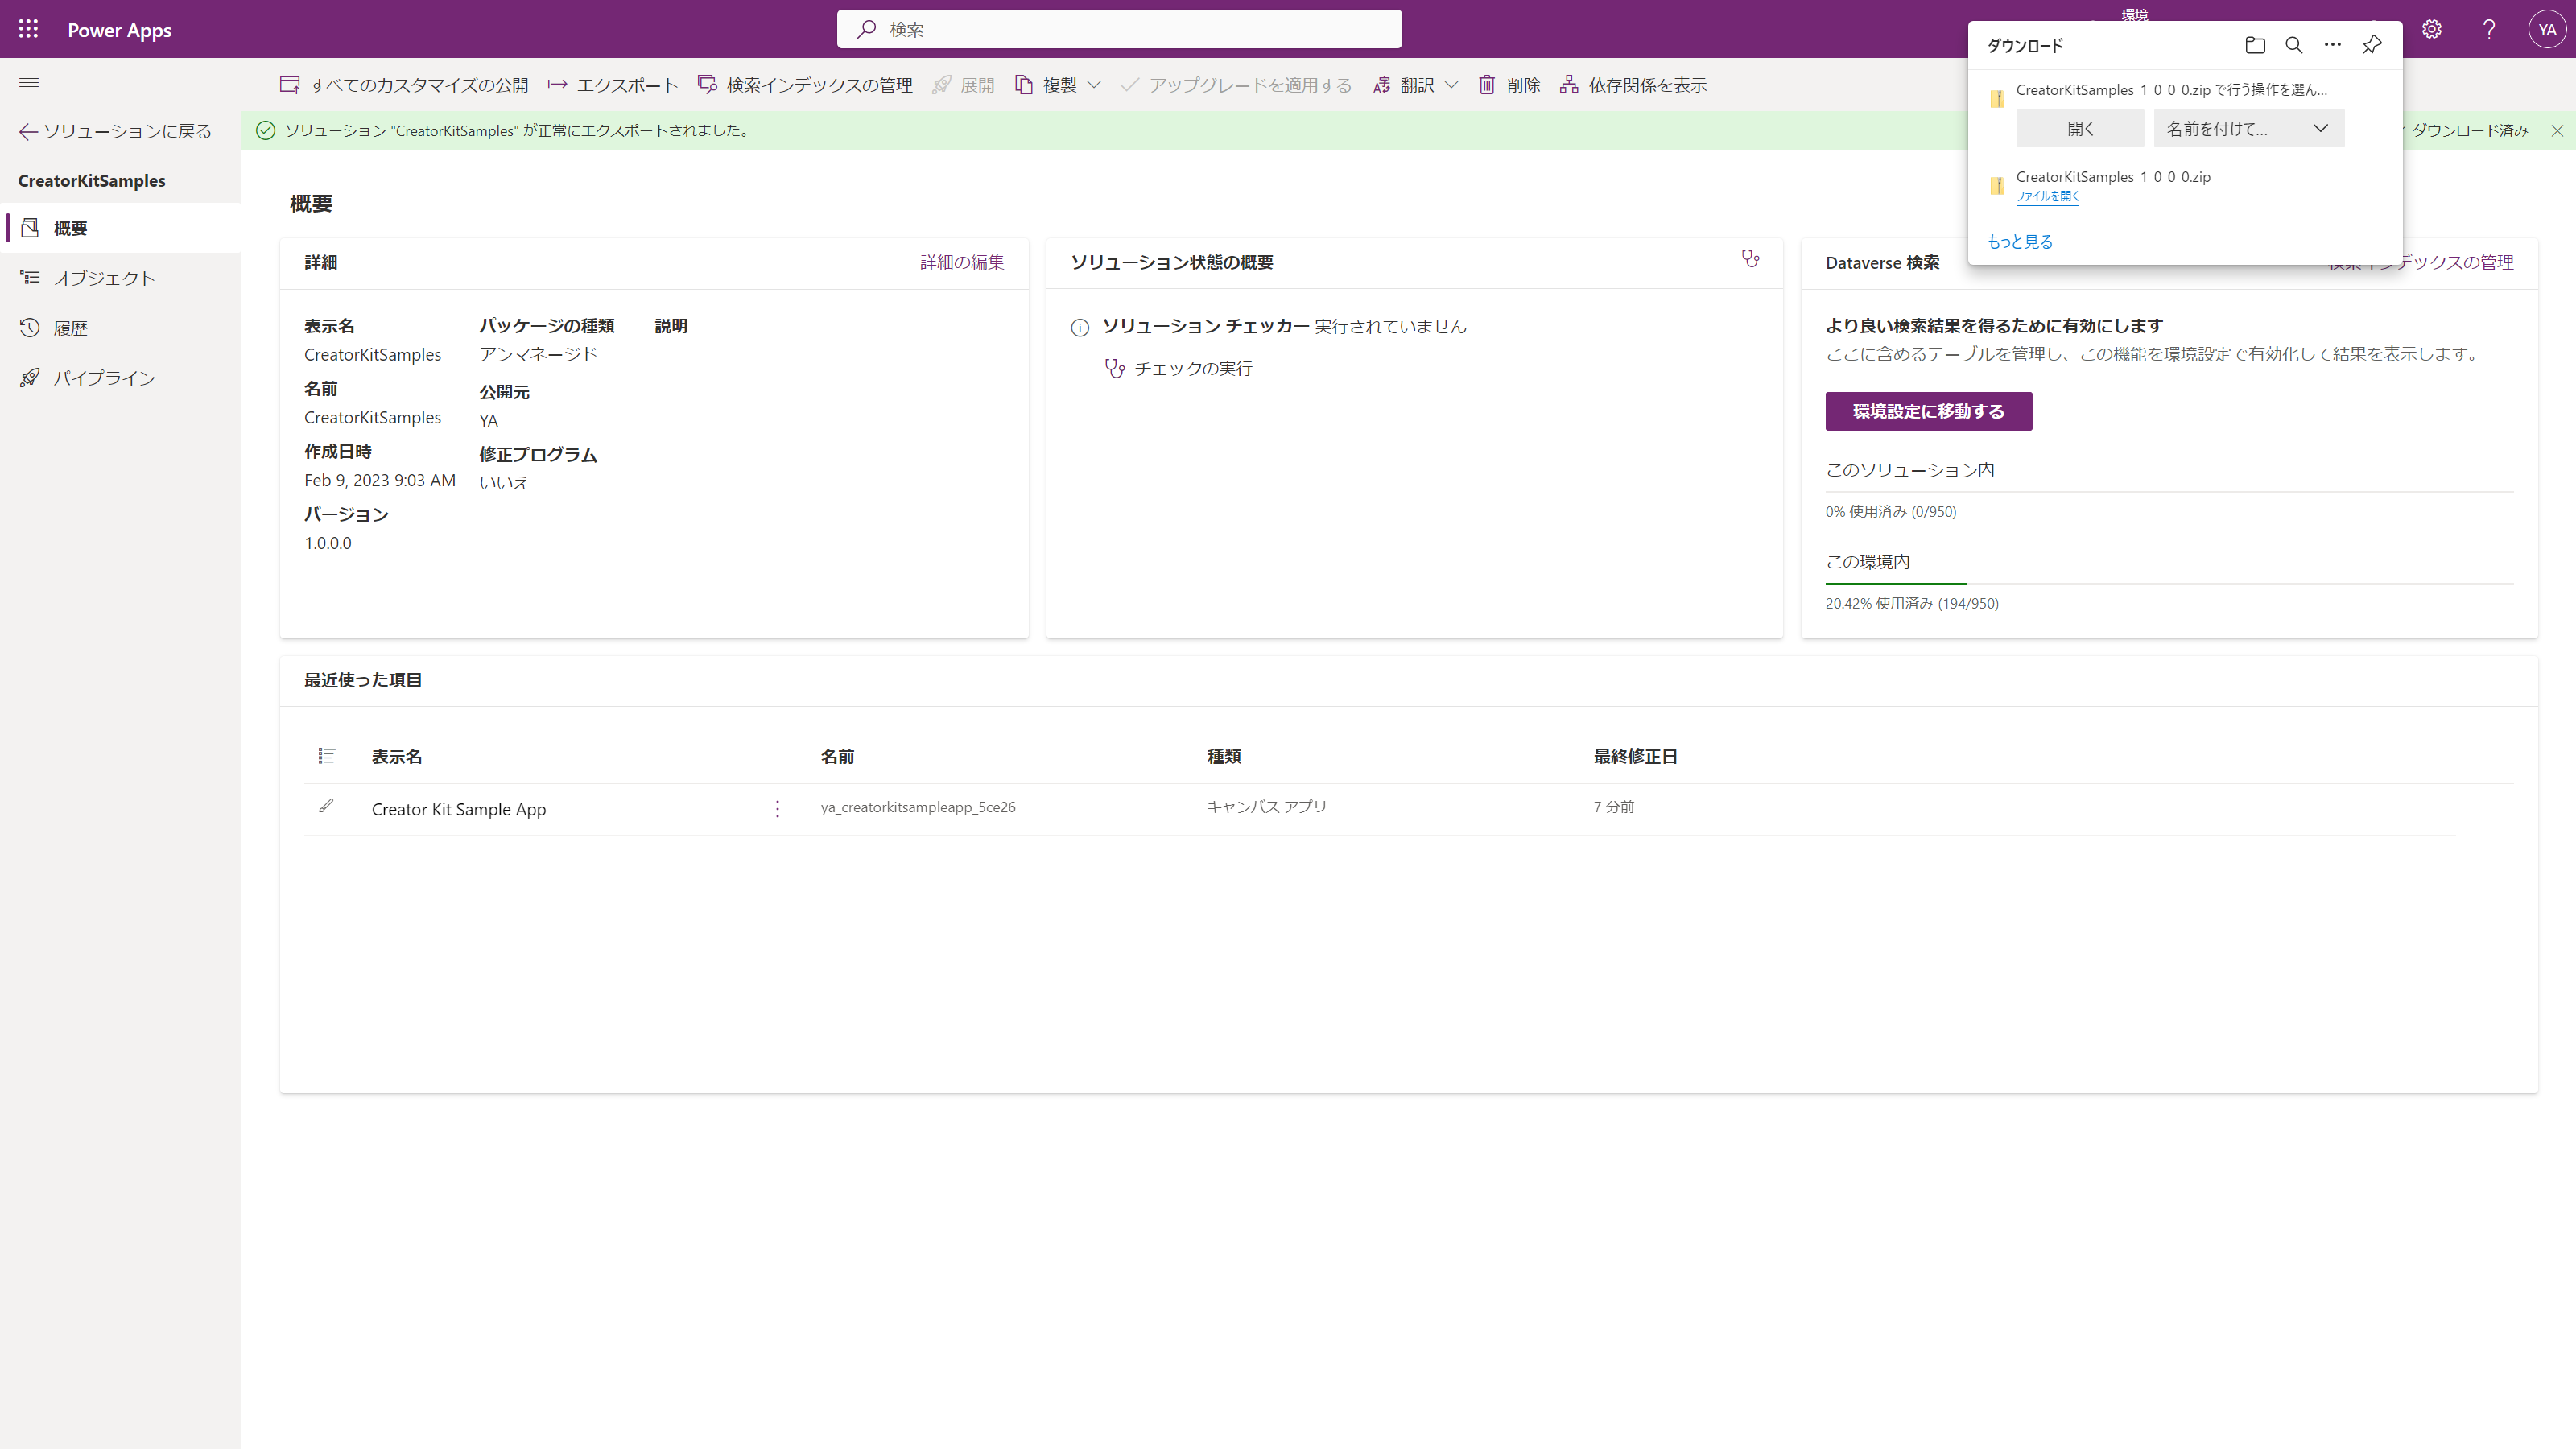 Power Apps
検索
環境
YA
ダウンロード
CreatorKitSamples_1_0_0_0.zip で行う操作を選ん...
開く
名前を付けて...
CreatorKitSamples_1_0_0_0.zip
ファイルを開く
もっと見る
すべてのカスタマイズの公開
エクスポート
検索インデックスの管理
展開
複製
アップグレードを適用する
翻訳
削除
依存関係を表示
ソリューション "CreatorKitSamples" が正常にエクスポートされました。
ダウンロード済み
ソリューションに戻る
CreatorKitSamples
概要
オブジェクト
履歴
パイプライン
概要
詳細
詳細の編集
表示名
CreatorKitSamples
名前
CreatorKitSamples
作成日時
Feb 9, 2023 9:03 AM
バージョン
1.0.0.0
パッケージの種類
アンマネージド
公開元
YA
修正プログラム
いいえ
説明
ソリューション状態の概要
ソリューション チェッカー 実行されていません
チェックの実行
Dataverse 検索
検索インデックスの管理
より良い検索結果を得るために有効にします
ここに含めるテーブルを管理し、この機能を環境設定で有効化して結果を表示します。
環境設定に移動する
このソリューション内
0% 使用済み (0/950)
この環境内
20.42% 使用済み (194/950)
最近使った項目
表示名 名前 種類 最終修正日
Creator Kit Sample App ya_creatorkitsampleapp_5ce26 キャンバス アプリ 7 分前